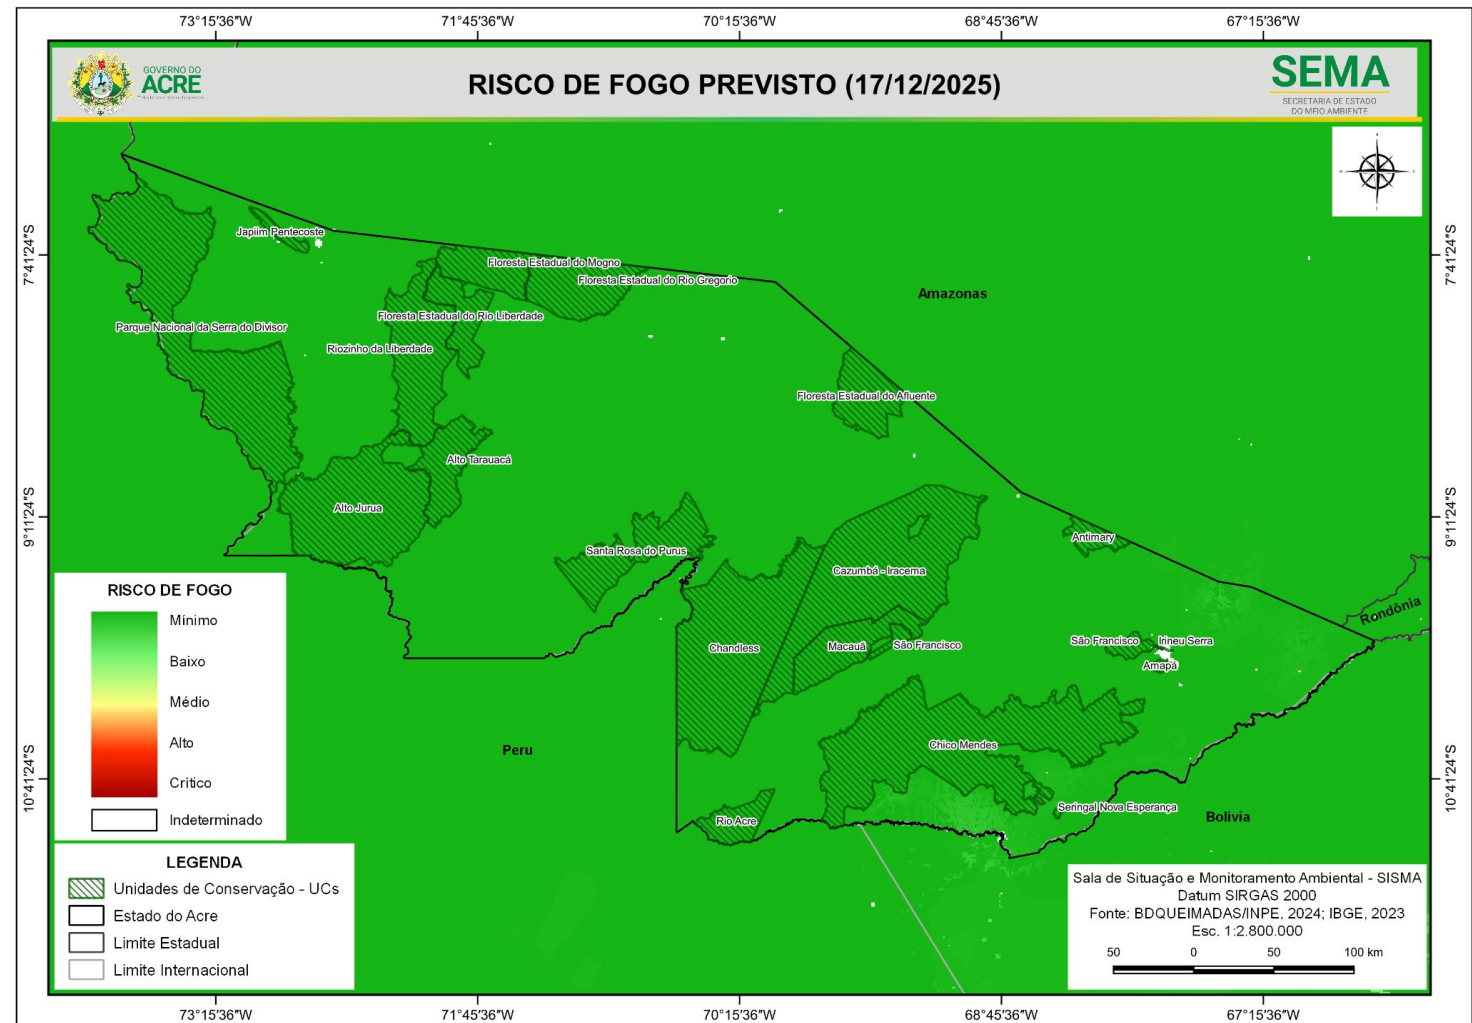 73°15'36"W 71°45'36"W 70°15'36"W 68°45'36"W 67°15'36"W
GOVERNO DO
ACRE
RISCO DE FOGO PREVISTO (17/12/2025)
SEMA
SECRETARIA DE ESTADO
DO MEIO AMBIENTE
7°41'24"S
7°41'24"S
Japiim Pentecoste
Floresta Estadual do Mogno
Floresta Estadual do Rio Gregorio
Amazonas
Floresta Estadual do Rio Liberdade
Parque Nacional da Serra do Divisor
Riozinho da Liberdade
Floresta Estadual do Afluente
Alto Tarauacá
Alto Jurua
9°11'24"S
9°11'24"S
Antimary
Santa Rosa do Purus
Cazumbá - Iracema
Rondônia
Chandless
Macauã
São Francisco
São Francisco
Irineu Serra
Amapá
Peru
Chico Mendes
10°41'24"S
10°41'24"S
Seringal Nova Esperança
Bolivia
Rio Acre
RISCO DE FOGO
Mínimo
Baixo
Médio
Alto
Crítico
Indeterminado
LEGENDA
Unidades de Conservação - UCs
Estado do Acre
Limite Estadual
Limite Internacional
Sala de Situação e Monitoramento Ambiental - SISMA
Datum SIRGAS 2000
Fonte: BDQUEIMADAS/INPE, 2024; IBGE, 2023
Esc. 1:2.800.000
50 0 50 100 km
73°15'36"W 71°45'36"W 70°15'36"W 68°45'36"W 67°15'36"W